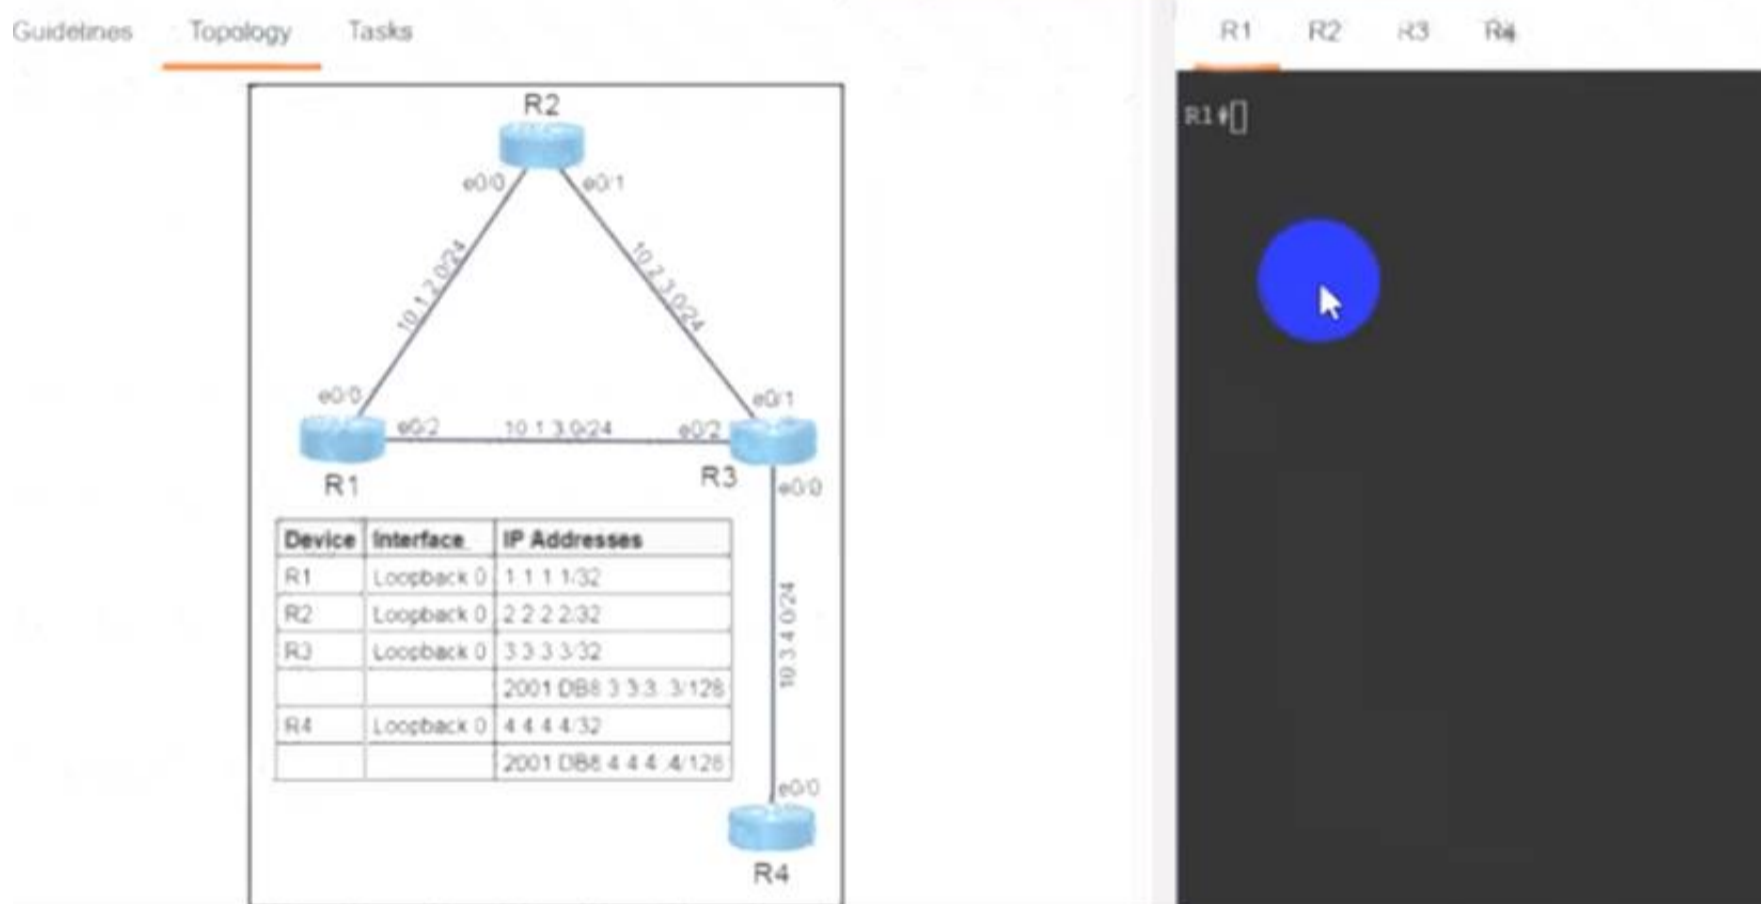 Guidelines Topology Tasks
R1 R2 R3 R4
R1#
R2
e0/0 e0/1
10.1.2.0/24
10.2.3.0/24
e0/0
e0/1
e0/2 10.1.3.0/24 e0/2
R1
R3
e0/0
Device Interface IP Addresses
R1 Loopback 0 1.1.1.1/32
R2 Loopback 0 2.2.2.2/32
R3 Loopback 0 3.3.3.3/32
2001:DB8:3:3:3::3/128
R4 Loopback 0 4.4.4.4/32
2001:DB8:4:4:4::4/128
10.3.4.0/24
e0/0
R4